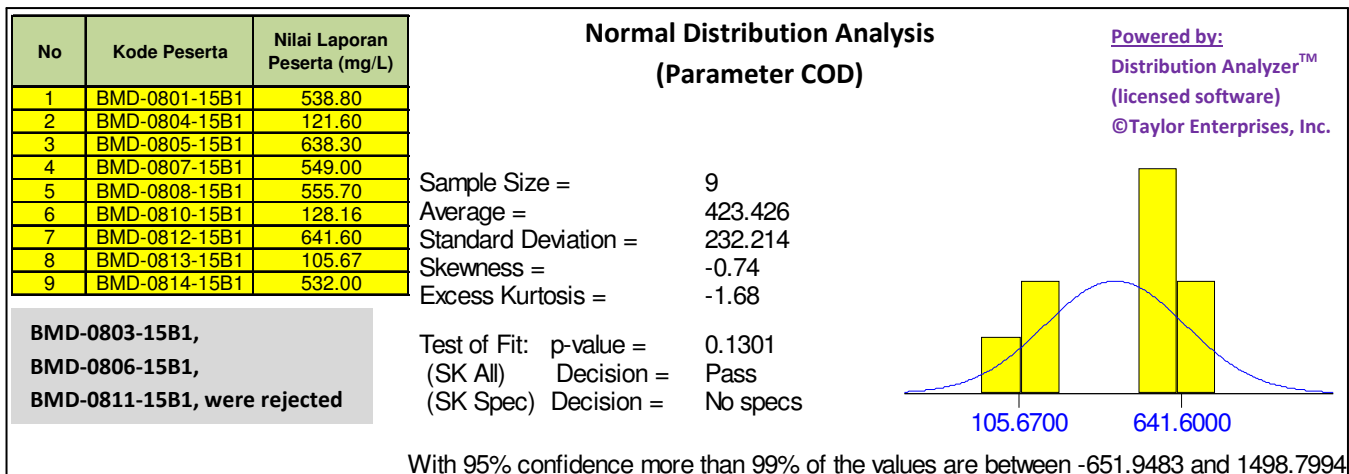 No Kode Peserta Nilai Laporan
Peserta (mg/L)
1 BMD-0801-15B1 538.80
2 BMD-0804-15B1 121.60
3 BMD-0805-15B1 638.30
4 BMD-0807-15B1 549.00
5 BMD-0808-15B1 555.70
6 BMD-0810-15B1 128.16
7 BMD-0812-15B1 641.60
8 BMD-0813-15B1 105.67
9 BMD-0814-15B1 532.00
BMD-0803-15B1,
BMD-0806-15B1,
BMD-0811-15B1, were rejected
Normal Distribution Analysis
(Parameter COD)
Powered by:
Distribution Analyzer™
(licensed software)
©Taylor Enterprises, Inc.
Sample Size = 9
Average = 423.426
Standard Deviation = 232.214
Skewness = -0.74
Excess Kurtosis = -1.68
Test of Fit: p-value = 0.1301
(SK All) Decision = Pass
(SK Spec) Decision = No specs
105.6700 641.6000
With 95% confidence more than 99% of the values are between -651.9483 and 1498.7994